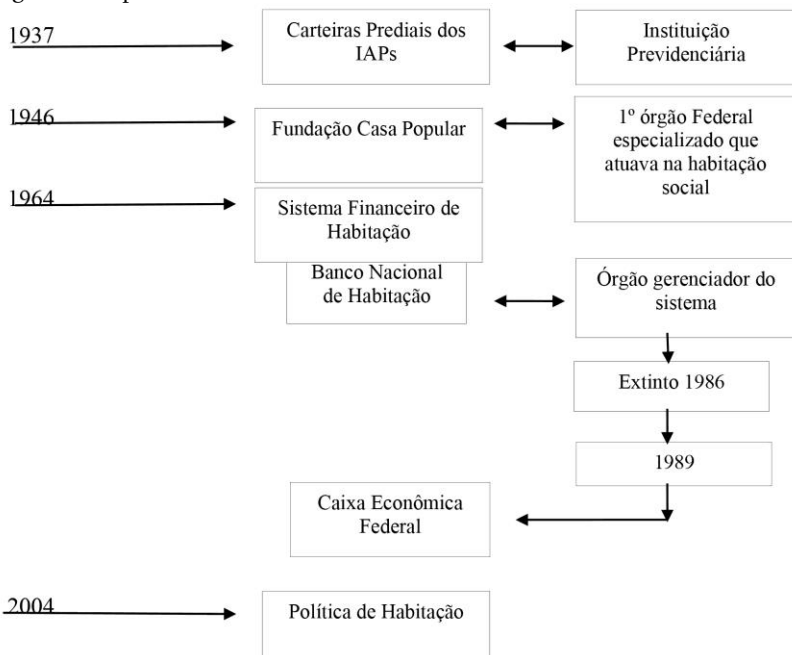 1937
Carteiras Prediais dos
IAPs
Instituição
Previdenciária
1946
Fundação Casa Popular
1º órgão Federal
especializado que
atuava na habitação
social
1964
Sistema Financeiro de
Habitação
Banco Nacional
de Habitação
Órgão gerenciador do
sistema
Extinto 1986
1989
Caixa Econômica
Federal
2004
Política de Habitação